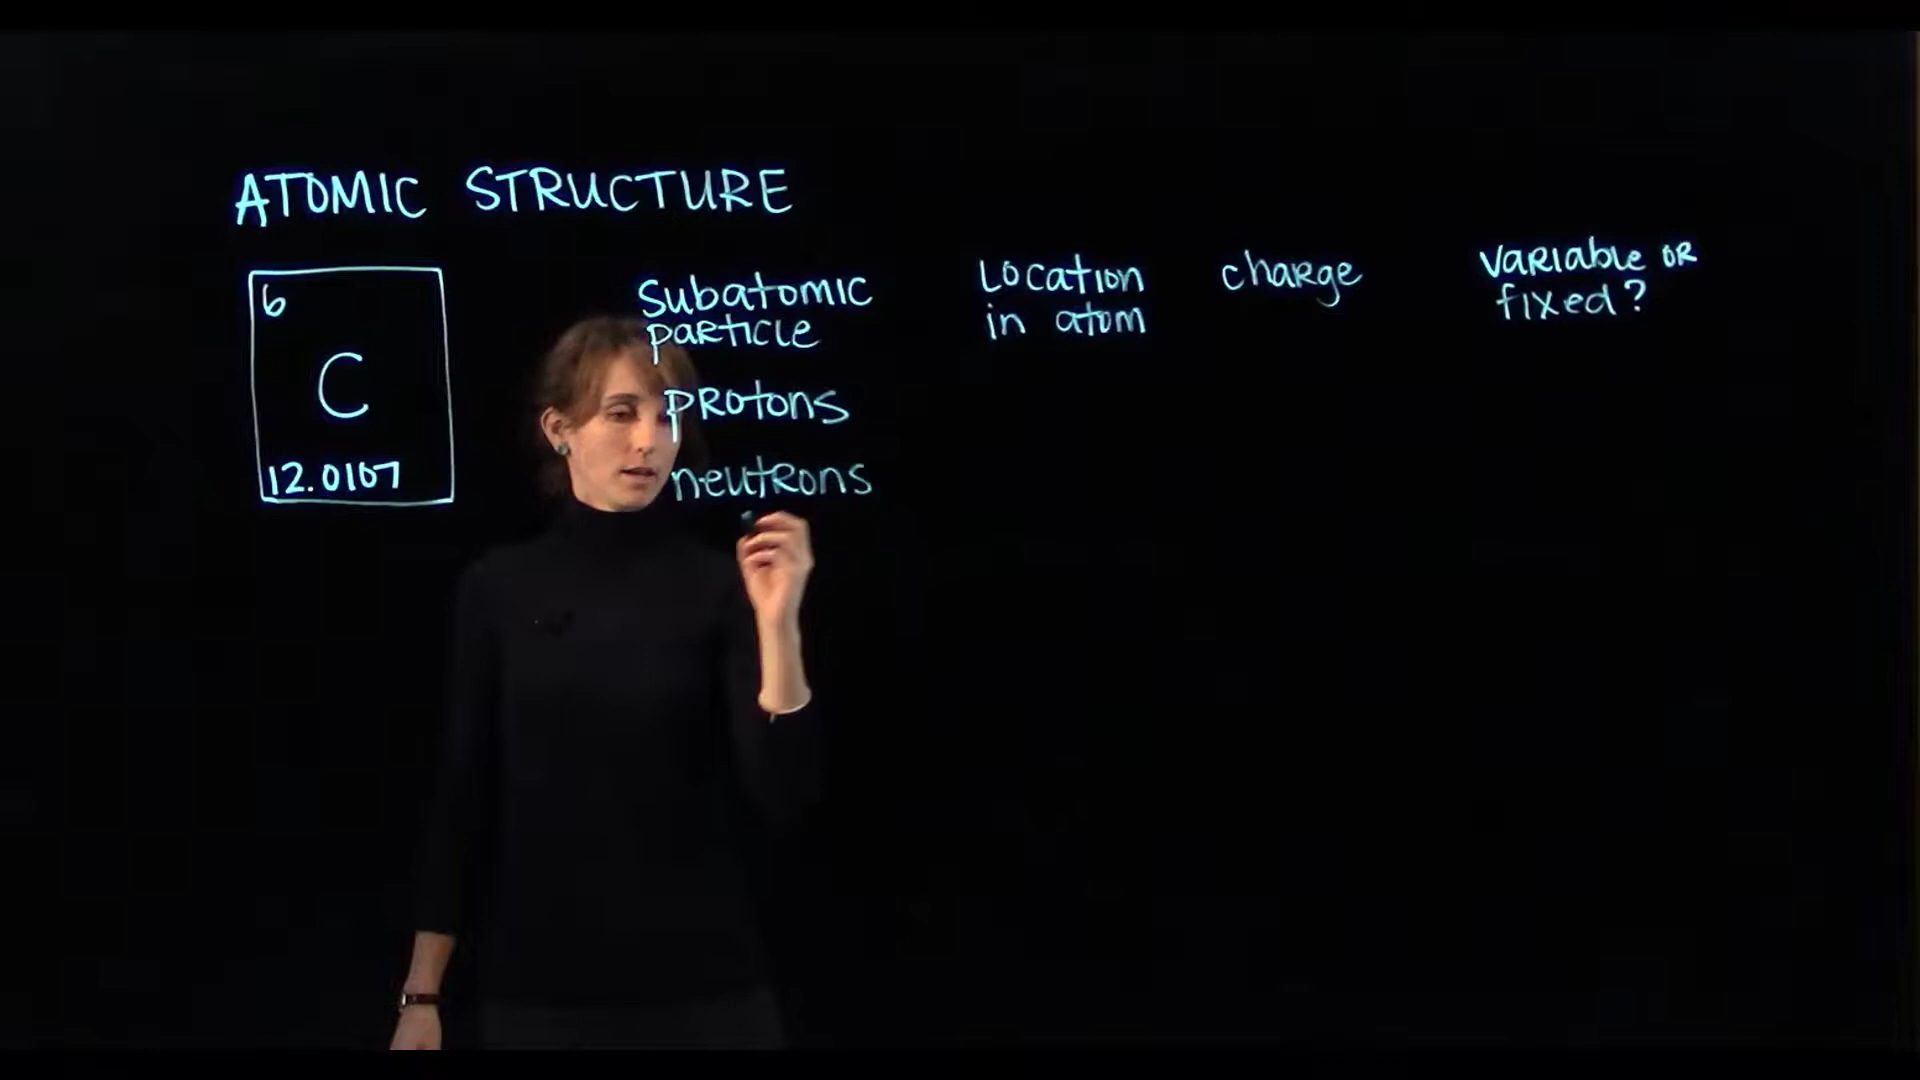 ATOMIC STRUCTURE
6
C
12.0107
Subatomic
particle
Location
in atom
charge
variable or
fixed?
protons
neutrons